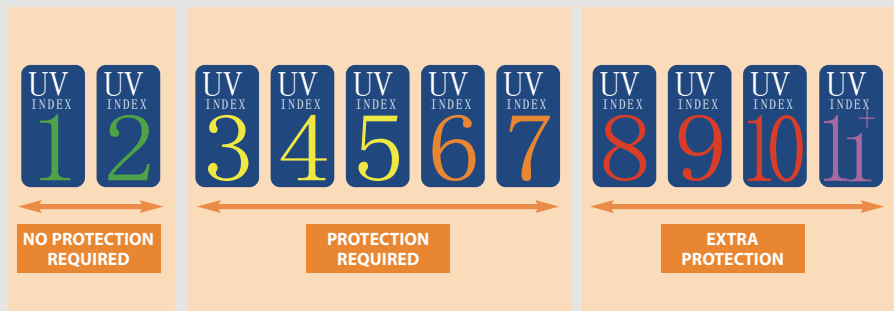 UV
INDEX
1
UV
INDEX
2
NO PROTECTION
REQUIRED
UV
INDEX
3
UV
INDEX
4
UV
INDEX
5
UV
INDEX
6
UV
INDEX
7
PROTECTION
REQUIRED
UV
INDEX
8
UV
INDEX
9
UV
INDEX
10
UV
INDEX
11+
EXTRA
PROTECTION